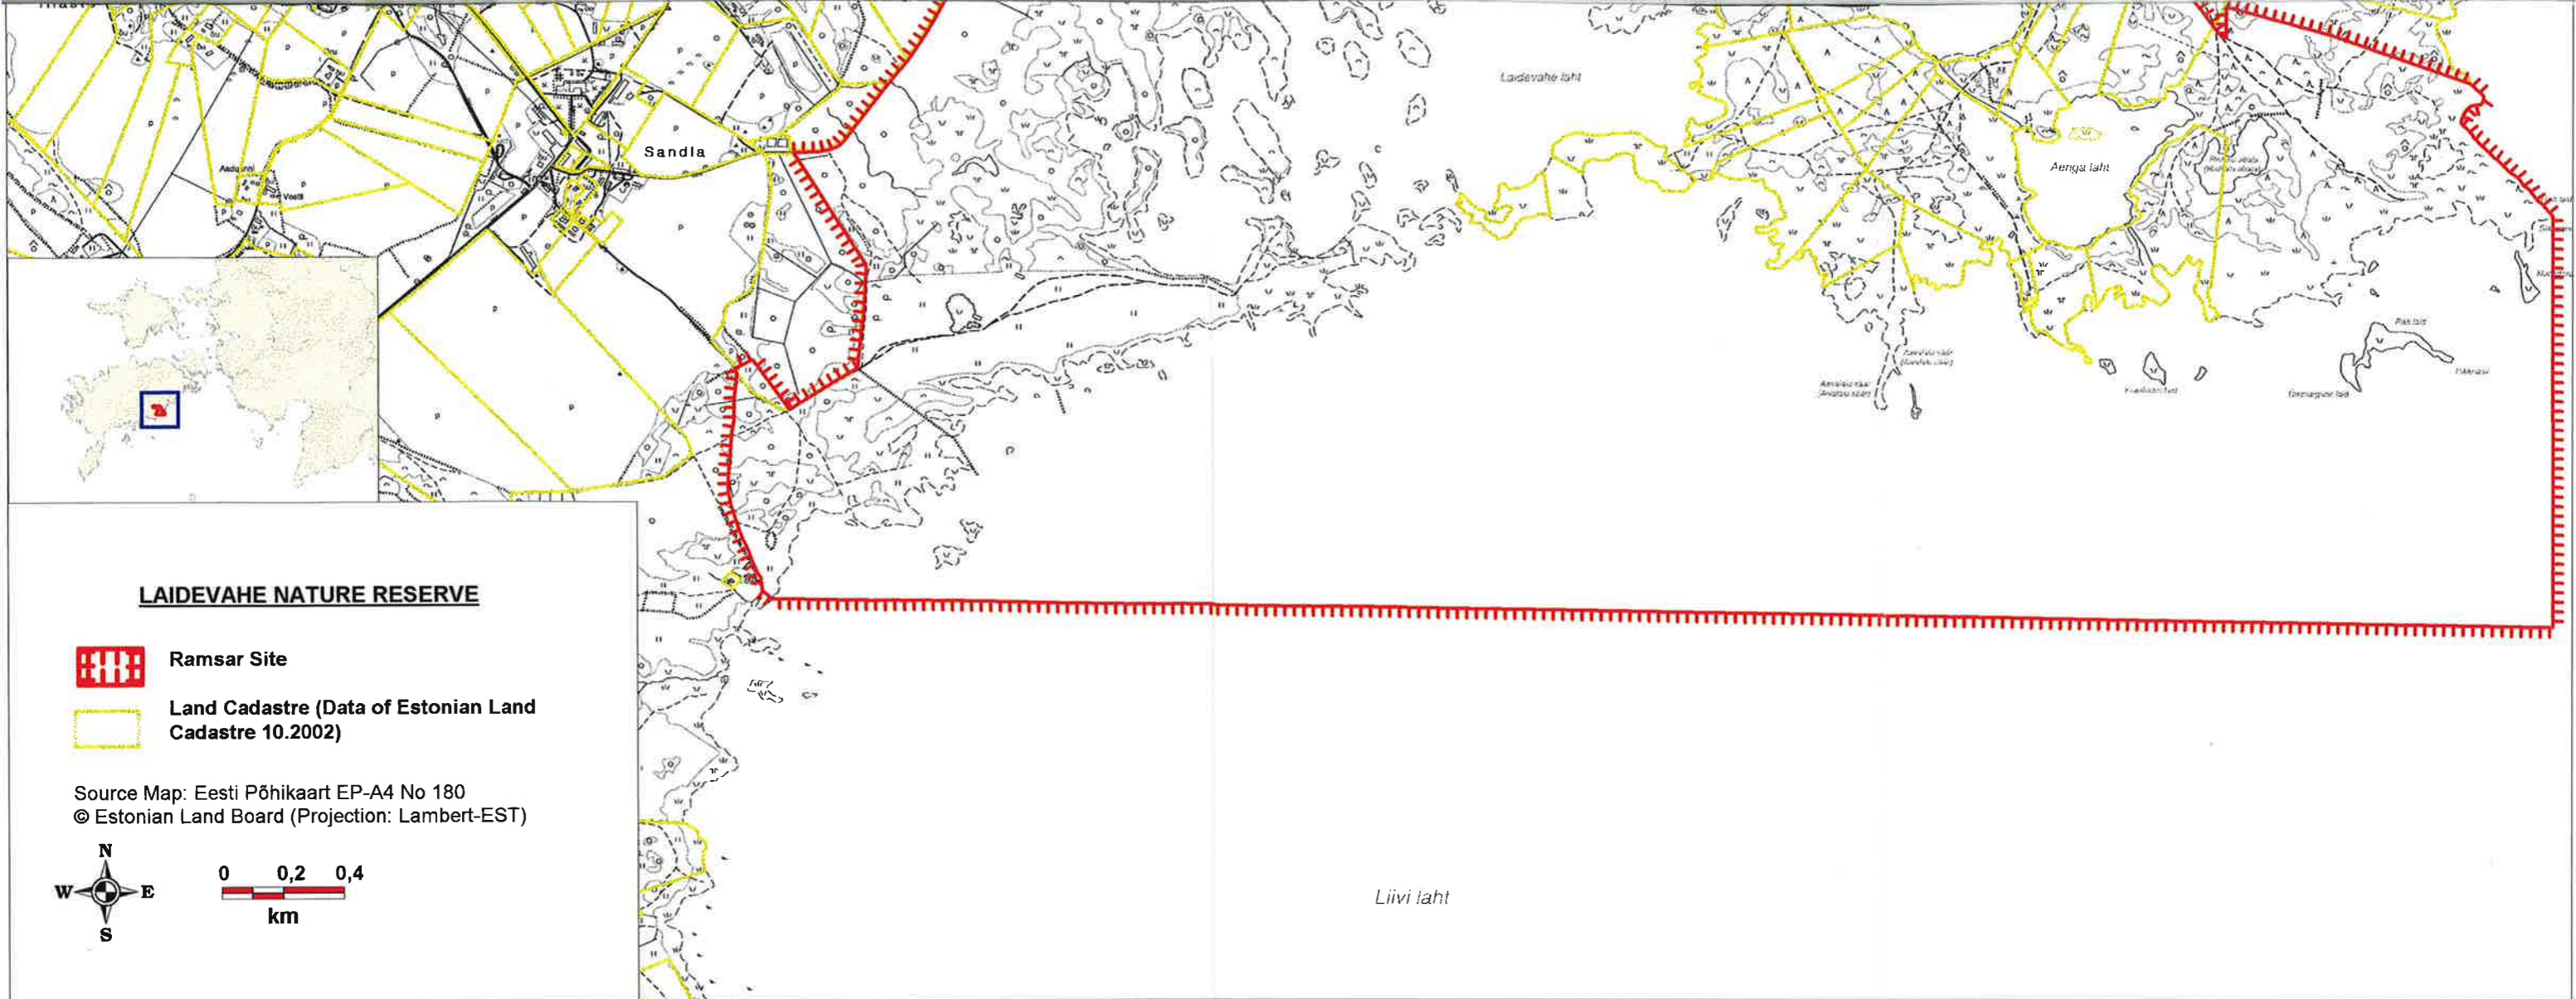 Laidevahe laht
Sandla
Aenga laht
Liivi laht
LAIDEVAHE NATURE RESERVE
Ramsar Site
Land Cadastre (Data of Estonian Land
Cadastre 10.2002)
Source Map: Eesti Põhikaart EP-A4 No 180
© Estonian Land Board (Projection: Lambert-EST)
N
W
E
S
0 0,2 0,4
km